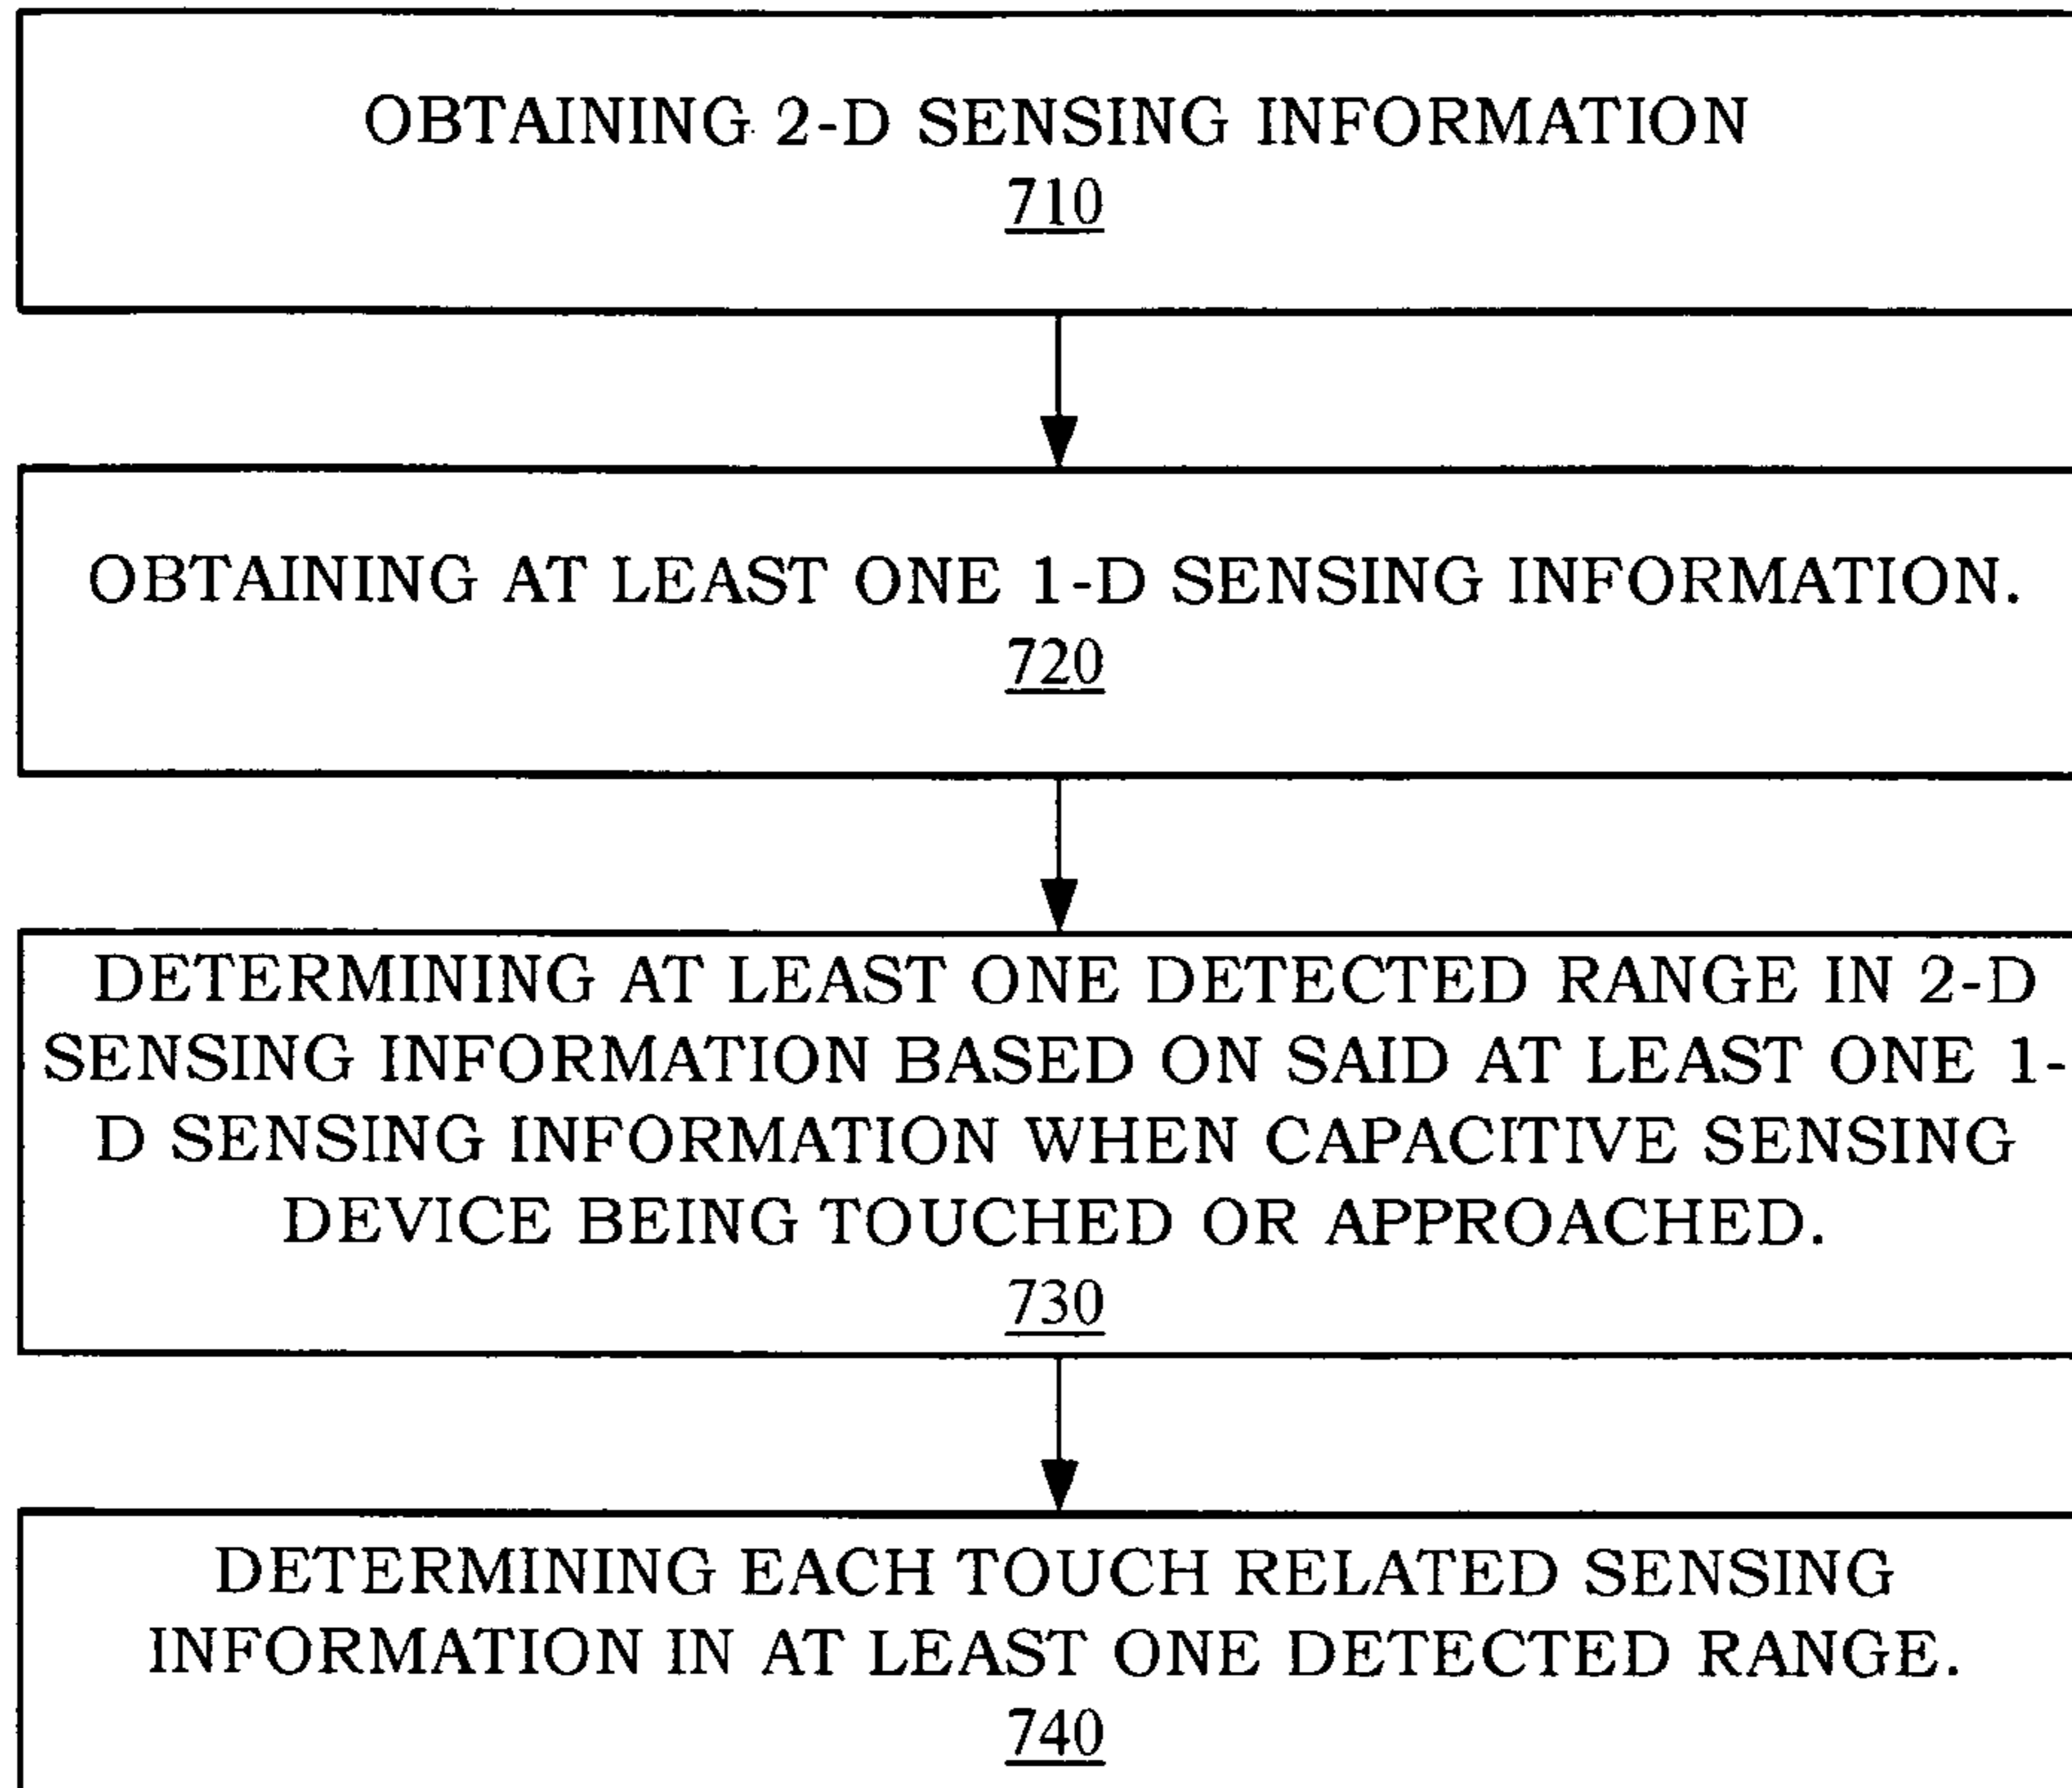 OBTAINING 2-D SENSING INFORMATION
710
OBTAINING AT LEAST ONE 1-D SENSING INFORMATION.
720
DETERMINING AT LEAST ONE DETECTED RANGE IN 2-D
SENSING INFORMATION BASED ON SAID AT LEAST ONE 1-
D SENSING INFORMATION WHEN CAPACITIVE SENSING
DEVICE BEING TOUCHED OR APPROACHED.
730
DETERMINING EACH TOUCH RELATED SENSING
INFORMATION IN AT LEAST ONE DETECTED RANGE.
740